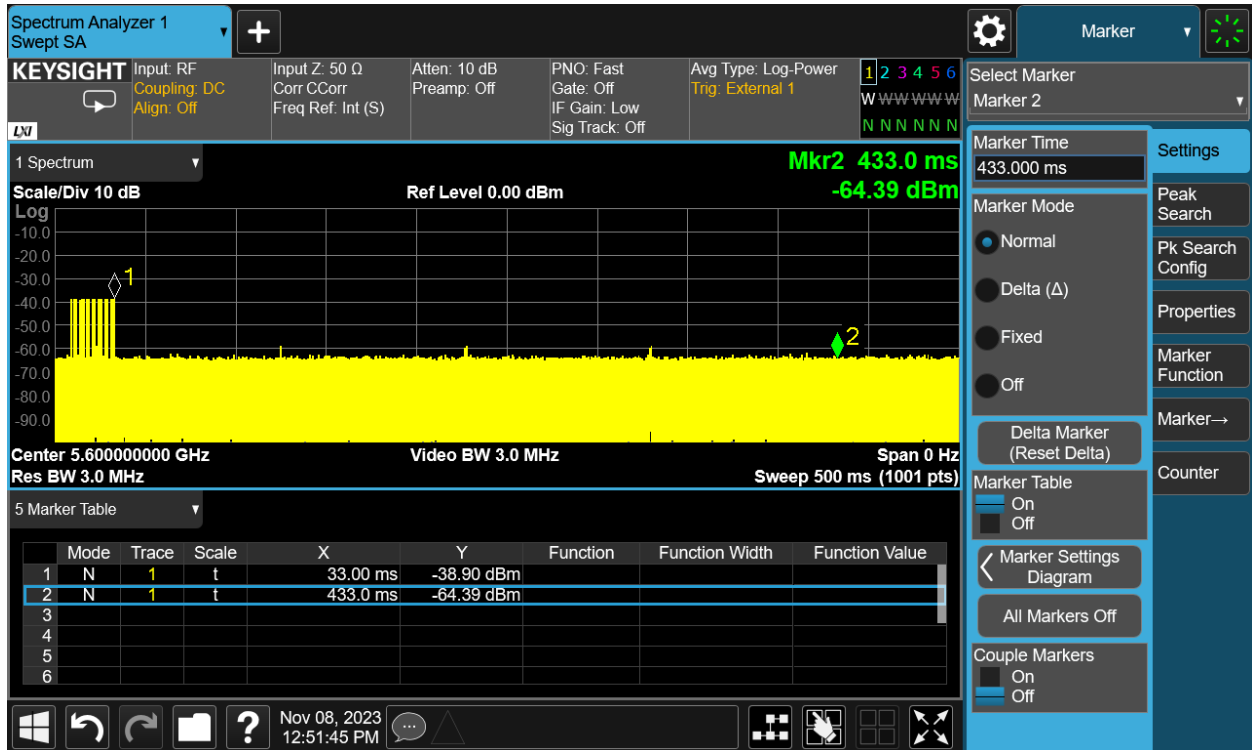 Spectrum Analyzer 1
Swept SA
Marker
KEYSIGHT
LXI
Input: RF
Coupling: DC
Align: Off
Input Z: 50 Ω
Corr CCorr
Freq Ref: Int (S)
Atten: 10 dB
Preamp: Off
PNO: Fast
Gate: Off
IF Gain: Low
Sig Track: Off
Avg Type: Log-Power
Trig: External 1
1 2 3 4 5 6
W W W W W W
N N N N N N
Select Marker
Marker 2
1 Spectrum
Mkr2 433.0 ms
-64.39 dBm
Scale/Div 10 dB
Ref Level 0.00 dBm
Log
-10.0
-20.0
-30.0
-40.0
-50.0
-60.0
-70.0
-80.0
-90.0
1
2
Center 5.600000000 GHz
Video BW 3.0 MHz
Span 0 Hz
Res BW 3.0 MHz
Sweep 500 ms (1001 pts)
5 Marker Table
Mode Trace Scale X Y Function Function Width Function Value
1 N 1 t 33.00 ms -38.90 dBm
2 N 1 t 433.0 ms -64.39 dBm
3
4
5
6
Marker Time
433.000 ms
Marker Mode
Normal
Delta (Δ)
Fixed
Off
Delta Marker
(Reset Delta)
Marker Table
On
Off
Marker Settings
Diagram
All Markers Off
Couple Markers
On
Off
Settings
Peak
Search
Pk Search
Config
Properties
Marker
Function
Marker→
Counter
?
Nov 08, 2023
12:51:45 PM